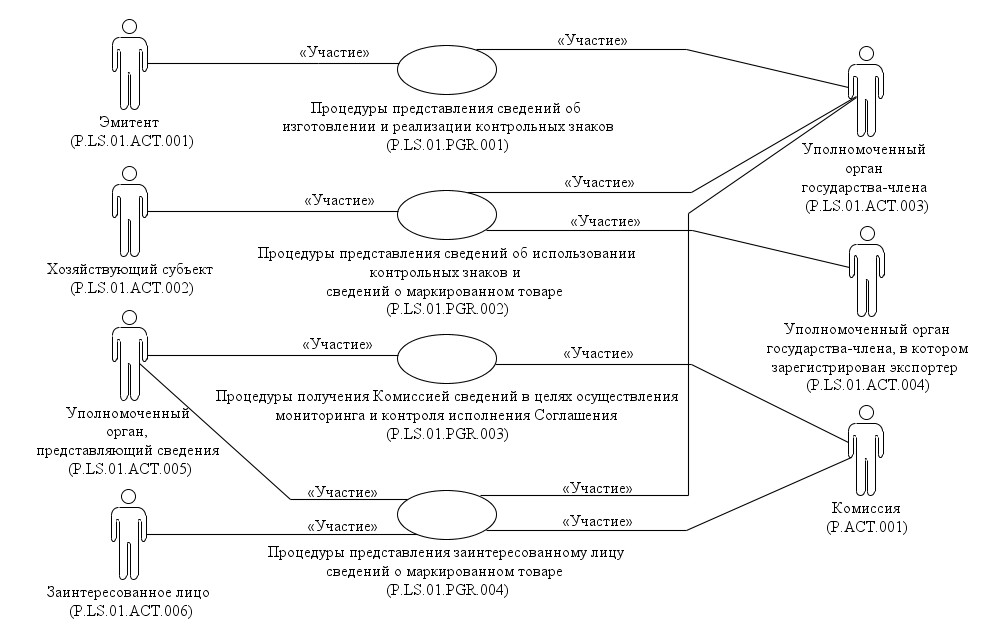 «Участие»
«Участие»
Эмитент
(P.LS.01.ACT.001)
Процедуры представления сведений об
изготовлении и реализации контрольных знаков
(P.LS.01.PGR.001)
Уполномоченный
орган
государства-члена
(P.LS.01.ACT.003)
«Участие»
«Участие»
«Участие»
Хозяйствующий субъект
(P.LS.01.ACT.002)
Процедуры представления сведений об использовании
контрольных знаков и
сведений о маркированном товаре
(P.LS.01.PGR.002)
Уполномоченный орган
государства-члена, в котором
зарегистрирован экспортер
(P.LS.01.ACT.004)
«Участие»
«Участие»
Процедуры получения Комиссией сведений в целях осуществления
мониторинга и контроля исполнения Соглашения
(P.LS.01.PGR.003)
Уполномоченный
орган,
представляющий сведения
(P.LS.01.ACT.005)
«Участие»
«Участие»
«Участие»
«Участие»
Комиссия
(P.ACT.001)
Процедуры представления заинтересованному лицу
сведений о маркированном товаре
(P.LS.01.PGR.004)
Заинтересованное лицо
(P.LS.01.ACT.006)